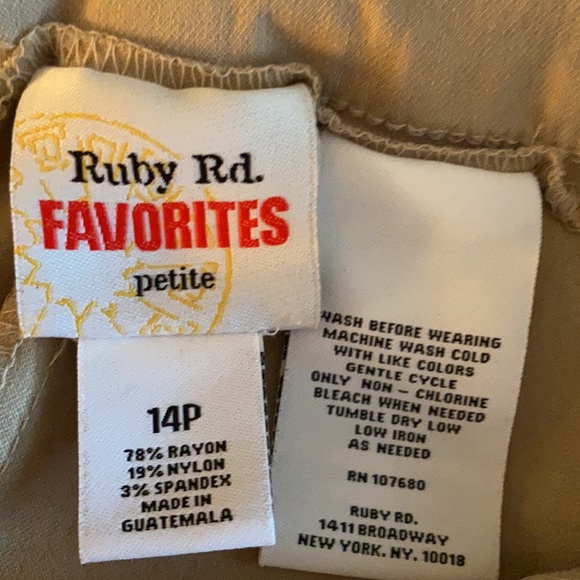 Ruby Rd.
FAVORITES
petite
14P
78% RAYON
19% NYLON
3% SPANDEX
MADE IN
GUATEMALA
WASH BEFORE WEARING
MACHINE WASH COLD
WITH LIKE COLORS
GENTLE CYCLE
ONLY NON - CHLORINE
BLEACH WHEN NEEDED
TUMBLE DRY LOW
LOW IRON
AS NEEDED
RN 107680
RUBY RD.
1411 BROADWAY
NEW YORK. NY. 10018